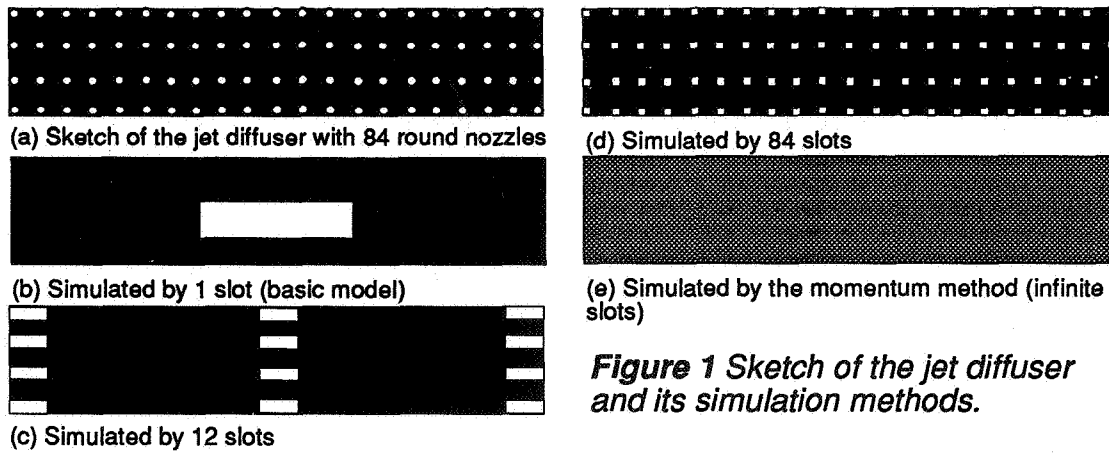 (a) Sketch of the jet diffuser with 84 round nozzles
(b) Simulated by 1 slot (basic model)
(c) Simulated by 12 slots
(d) Simulated by 84 slots
(e) Simulated by the momentum method (infinite
slots)
Figure 1 Sketch of the jet diffuser
and its simulation methods.